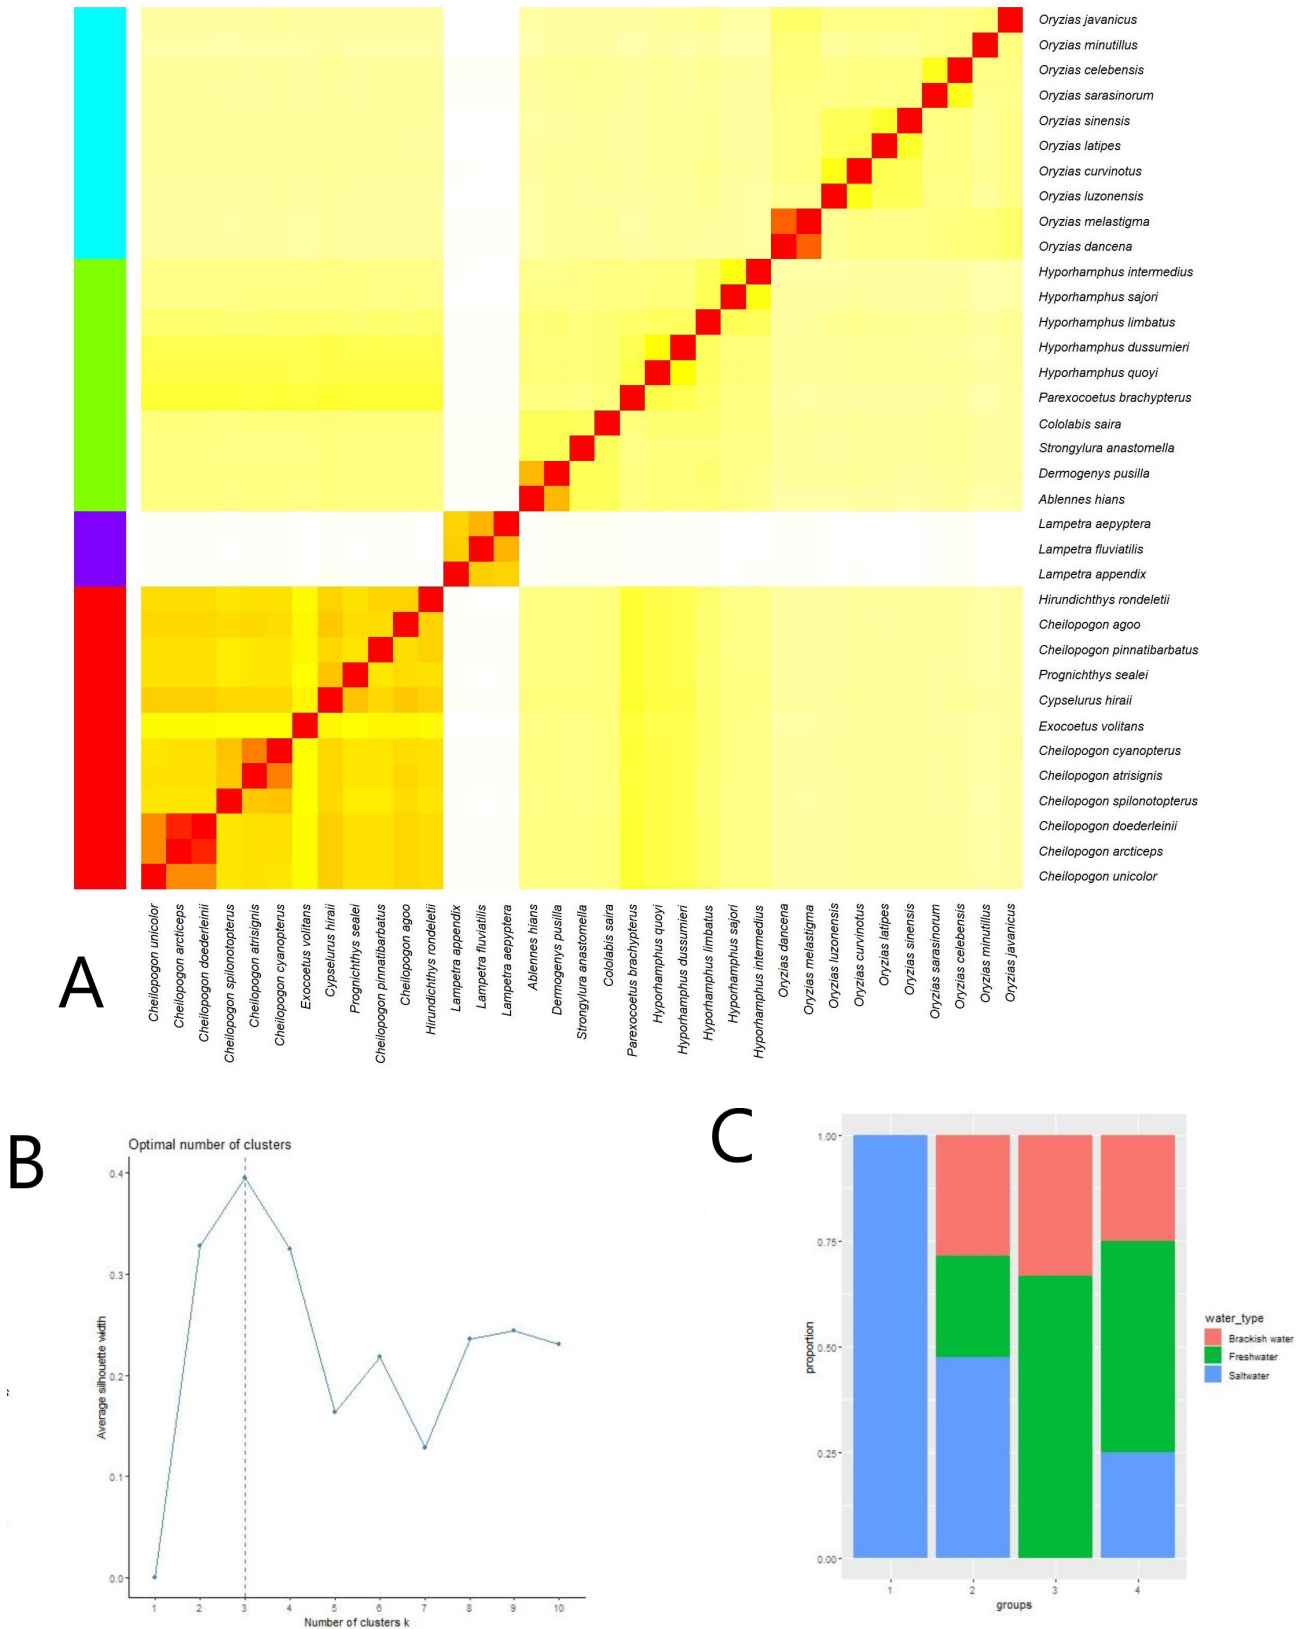 Oryzias javanicus
Oryzias minutillus
Oryzias celebensis
Oryzias sarasinorum
Oryzias sinensis
Oryzias latipes
Oryzias curvinotus
Oryzias luzonensis
Oryzias melastigma
Oryzias dancena
Hyporhamphus intermedius
Hyporhamphus sajori
Hyporhamphus limbatus
Hyporhamphus dussumieri
Hyporhamphus quoyi
Parexocoetus brachypterus
Cololabis saira
Strongylura anastomella
Dermogenys pusilla
Ablennes hians
Lampetra aepyptera
Lampetra fluviatilis
Lampetra appendix
Hirundichthys rondeletii
Cheilopogon agoo
Cheilopogon pinnatibarbatus
Prognichthys sealei
Cypselurus hiraii
Exocoetus volitans
Cheilopogon cyanopterus
Cheilopogon atrisignis
Cheilopogon spilonotopterus
Cheilopogon doederleinii
Cheilopogon arcticeps
Cheilopogon unicolor
Cheilopogon unicolor
Cheilopogon arcticeps
Cheilopogon doederleinii
Cheilopogon spilonotopterus
Cheilopogon atrisignis
Cheilopogon cyanopterus
Exocoetus volitans
Cypselurus hiraii
Prognichthys sealei
Cheilopogon pinnatibarbatus
Cheilopogon agoo
Hirundichthys rondeletii
Lampetra appendix
Lampetra fluviatilis
Lampetra aepyptera
Ablennes hians
Dermogenys pusilla
Strongylura anastomella
Cololabis saira
Parexocoetus brachypterus
Hyporhamphus quoyi
Hyporhamphus dussumieri
Hyporhamphus limbatus
Hyporhamphus sajori
Hyporhamphus intermedius
Oryzias dancena
Oryzias melastigma
Oryzias luzonensis
Oryzias curvinotus
Oryzias latipes
Oryzias sinensis
Oryzias sarasinorum
Oryzias celebensis
Oryzias minutillus
Oryzias javanicus
A
B
Optimal number of clusters
0.4
0.3
0.2
0.1
0.0
Average silhouette width
1 2 3 4 5 6 7 8 9 10
Number of clusters k
C
1.00
0.75
0.50
0.25
0.00
proportion
1 2 3 4
groups
water_type
Brackish water
Freshwater
Saltwater